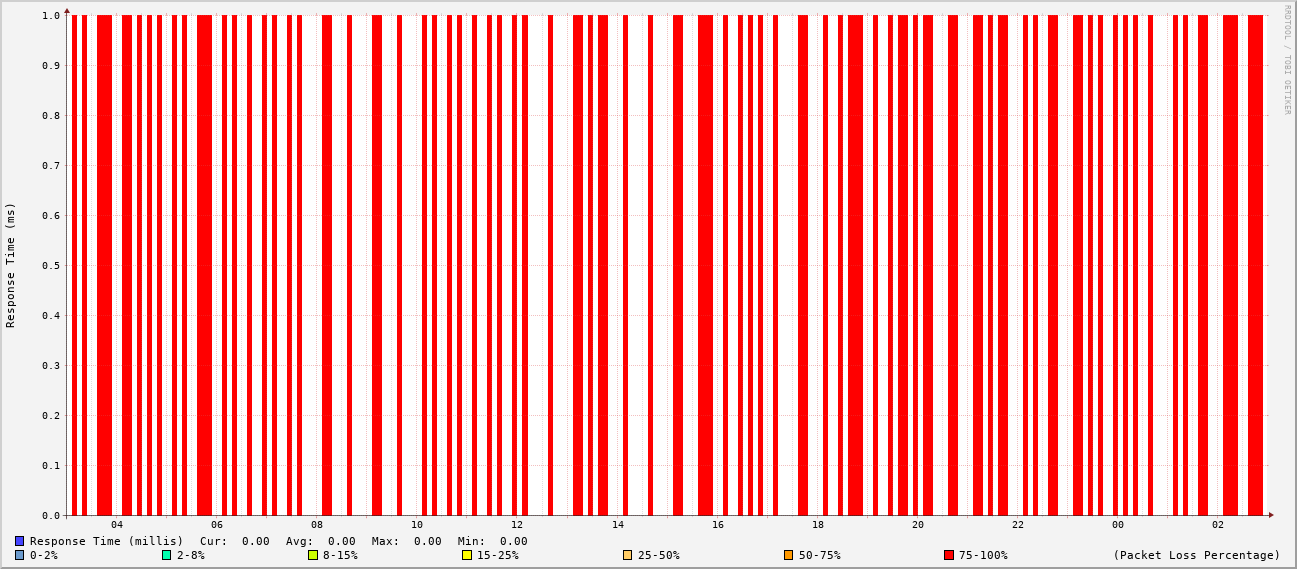 RRDTOOL / TOBI OETIKER
Response Time (ms)
1.0
0.9
0.8
0.7
0.6
0.5
0.4
0.3
0.2
0.1
0.0
04 06 08 10 12 14 16 18 20 22 00 02
Response Time (millis) Cur: 0.00 Avg: 0.00 Max: 0.00 Min: 0.00
0-2% 2-8% 8-15% 15-25% 25-50% 50-75% 75-100% (Packet Loss Percentage)